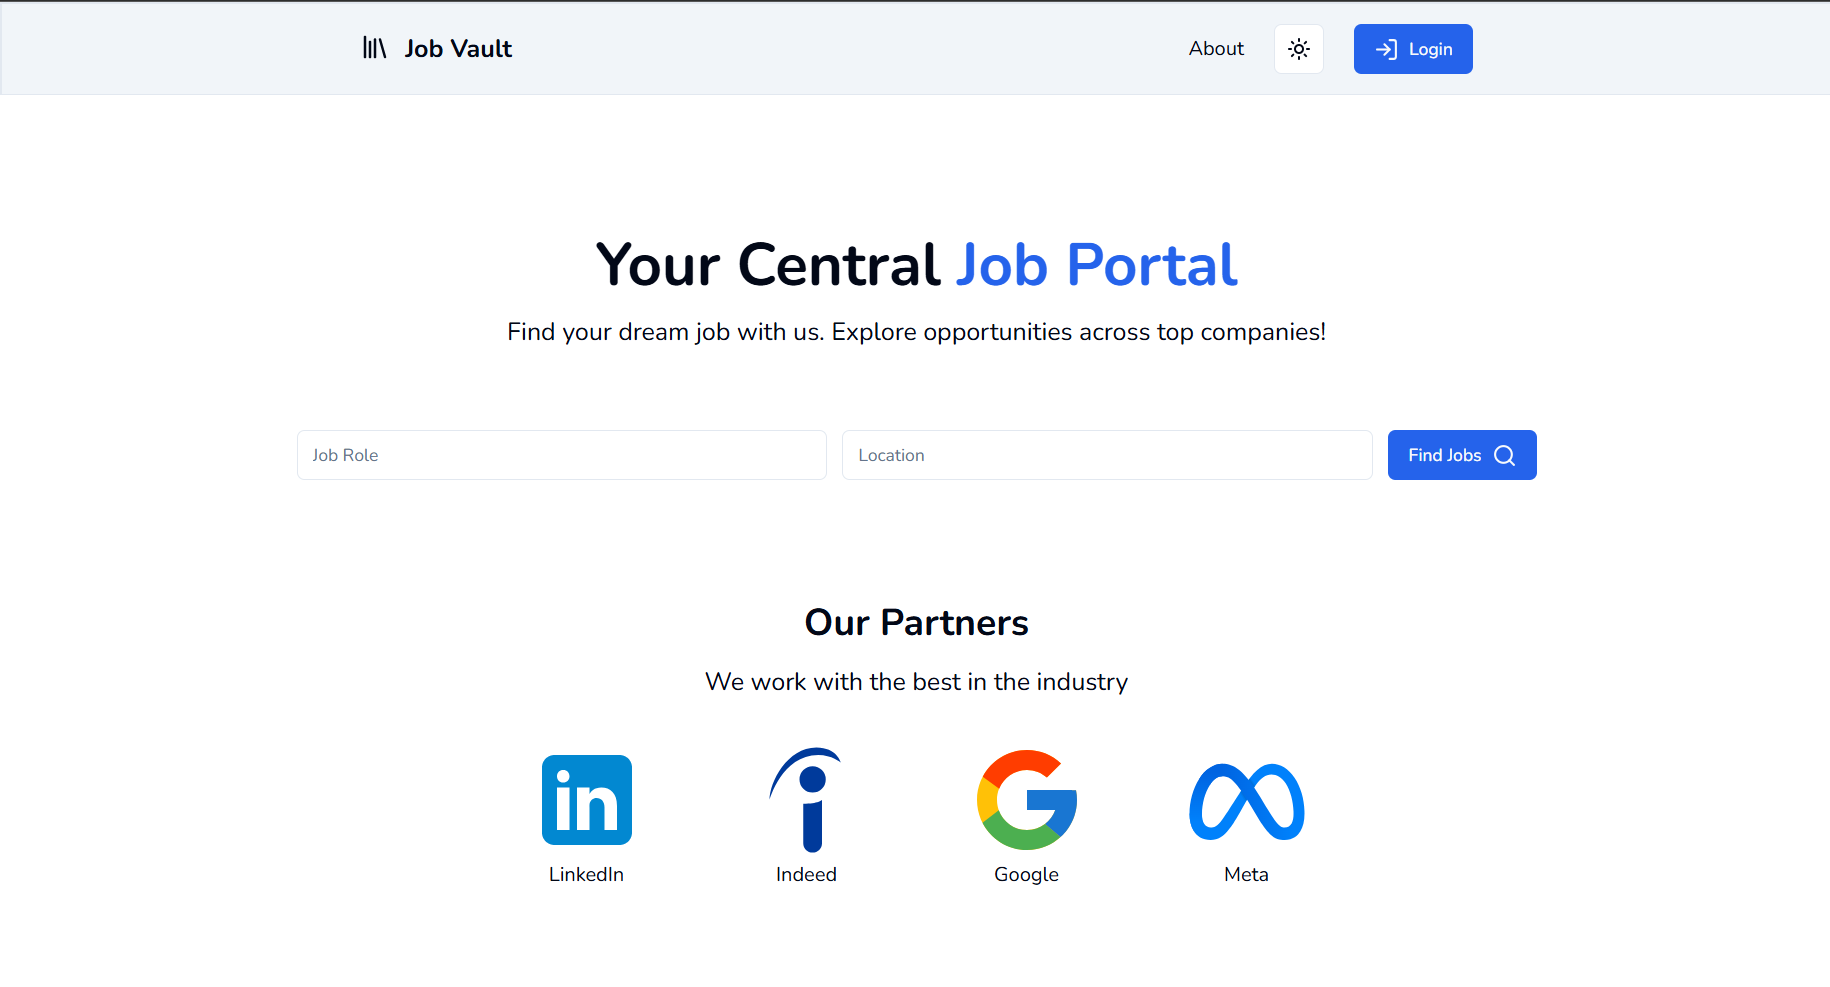 Job Vault
About
Login
Your Central Job Portal
Find your dream job with us. Explore opportunities across top companies!
Job Role
Location
Find Jobs
Our Partners
We work with the best in the industry
in
LinkedIn
Indeed
Google
Meta